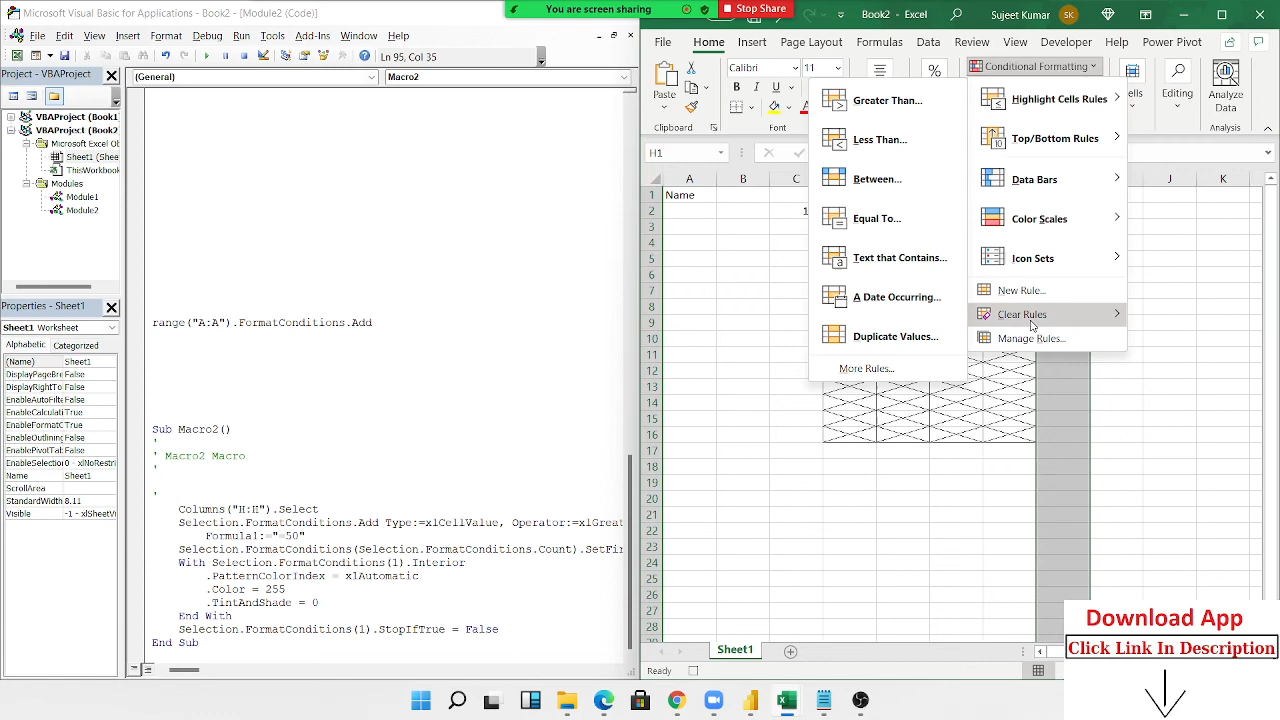 Microsoft Visual Basic for Applications - Book2 - [Module2 (Code)]
You are screen sharing
Stop Share
Book2 - Excel
Sujeet Kumar
SK
File Edit View Insert Format Debug Run Tools Add-Ins Window Help
Ln 95, Col 35
File Home Insert Page Layout Formulas Data Review View Developer Help Power Pivot
Project - VBAProject
(General)
Macro2
VBAProject (Book1
VBAProject (Book2
Microsoft Excel Obj
Sheet1 (Shee
ThisWorkbook
Modules
Module1
Module2
Properties - Sheet1
Sheet1 Worksheet
Alphabetic Categorized
(Name) Sheet1
DisplayPageBre False
DisplayRightTo False
EnableAutoFilte False
EnableCalculati True
EnableFormatC True
EnableOutlining False
EnablePivotTab False
EnableSelection 0 - xlNoRestric
Name Sheet1
ScrollArea
StandardWidth 8.11
Visible -1 - xlSheetVi
range("A:A").FormatConditions.Add
Sub Macro2()
'
' Macro2 Macro
'
'
Columns("H:H").Select
Selection.FormatConditions.Add Type:=xlCellValue, Operator:=xlGreat
Formula1:="=50"
Selection.FormatConditions(Selection.FormatConditions.Count).SetFi
With Selection.FormatConditions(1).Interior
.PatternColorIndex = xlAutomatic
.Color = 255
.TintAndShade = 0
End With
Selection.FormatConditions(1).StopIfTrue = False
End Sub
Paste
Clipboard
Calibri 11
B I U
Font
%
Conditional Formatting
Editing
Analyze
Data
Analysis
H1
A B C J K
1 Name
2 1
3
4
5
6
7
8
9
10
11
12
13
14
15
16
17
18
19
20
21
22
23
24
25
26
27
28
Greater Than...
Less Than...
Between...
Equal To...
Text that Contains...
A Date Occurring...
Duplicate Values...
More Rules...
Highlight Cells Rules
Top/Bottom Rules
Data Bars
Color Scales
Icon Sets
New Rule...
Clear Rules
Manage Rules...
Sheet1
Ready
Download App
Click Link In Description